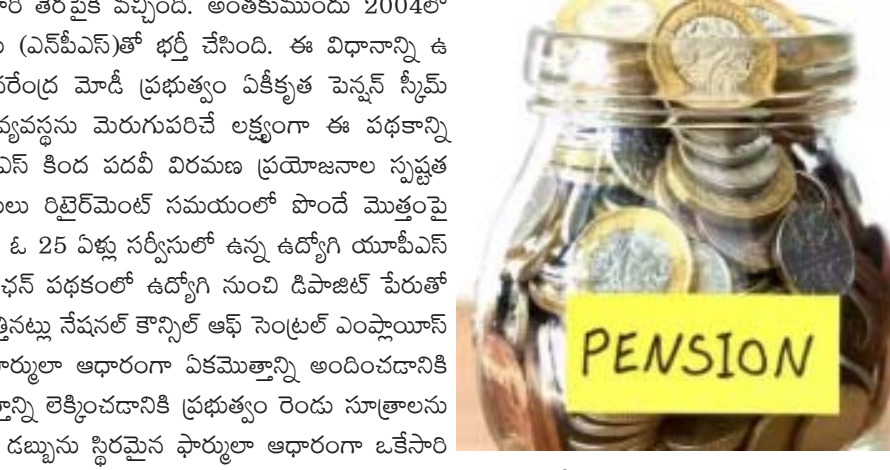 తెరపైకి వచ్చింది. అంతకుముందు 2004లో
(ఎన్‌పీఎస్)తో భర్తీ చేసింది. ఈ విధానాన్ని ఉ
మోడీ ప్రభుత్వం ఏకీకృత పెన్షన్ స్కీమ్
వ్యవస్థను మెరుగుపరిచే లక్ష్యంగా ఈ పథకాన్ని
కింద పదవీ విరమణ ప్రయోజనాల స్పష్టత
రిటైర్‌మెంట్ సమయంలో పొందే మొత్తంపై
ఓ 25 ఏళ్లు సర్వీసులో ఉన్న ఉద్యోగి యూపీఎస్
పథకంలో ఉద్యోగి నుంచి డిపాజిట్ పేరుతో
నేషనల్ కౌన్సిల్ ఆఫ్ సెంట్రల్ ఎంప్లాయీస్
ఆధారంగా ఏకమొత్తాన్ని అందించడానికి
లెక్కించడానికి ప్రభుత్వం రెండు సూత్రాలను
డబ్బును స్థిరమైన ఫార్ములా ఆధారంగా ఒకేసారి
PENSION